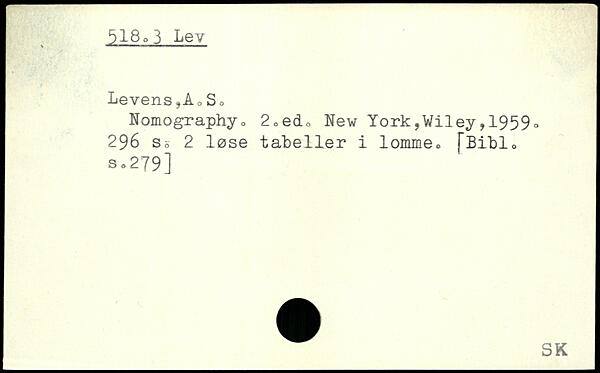 518.3 Lev
Levens,A.S.
Nomography. 2.ed. New York,Wiley,1959.
296 s. 2 løse tabeller i lomme. [Bibl.
s.279]
SK